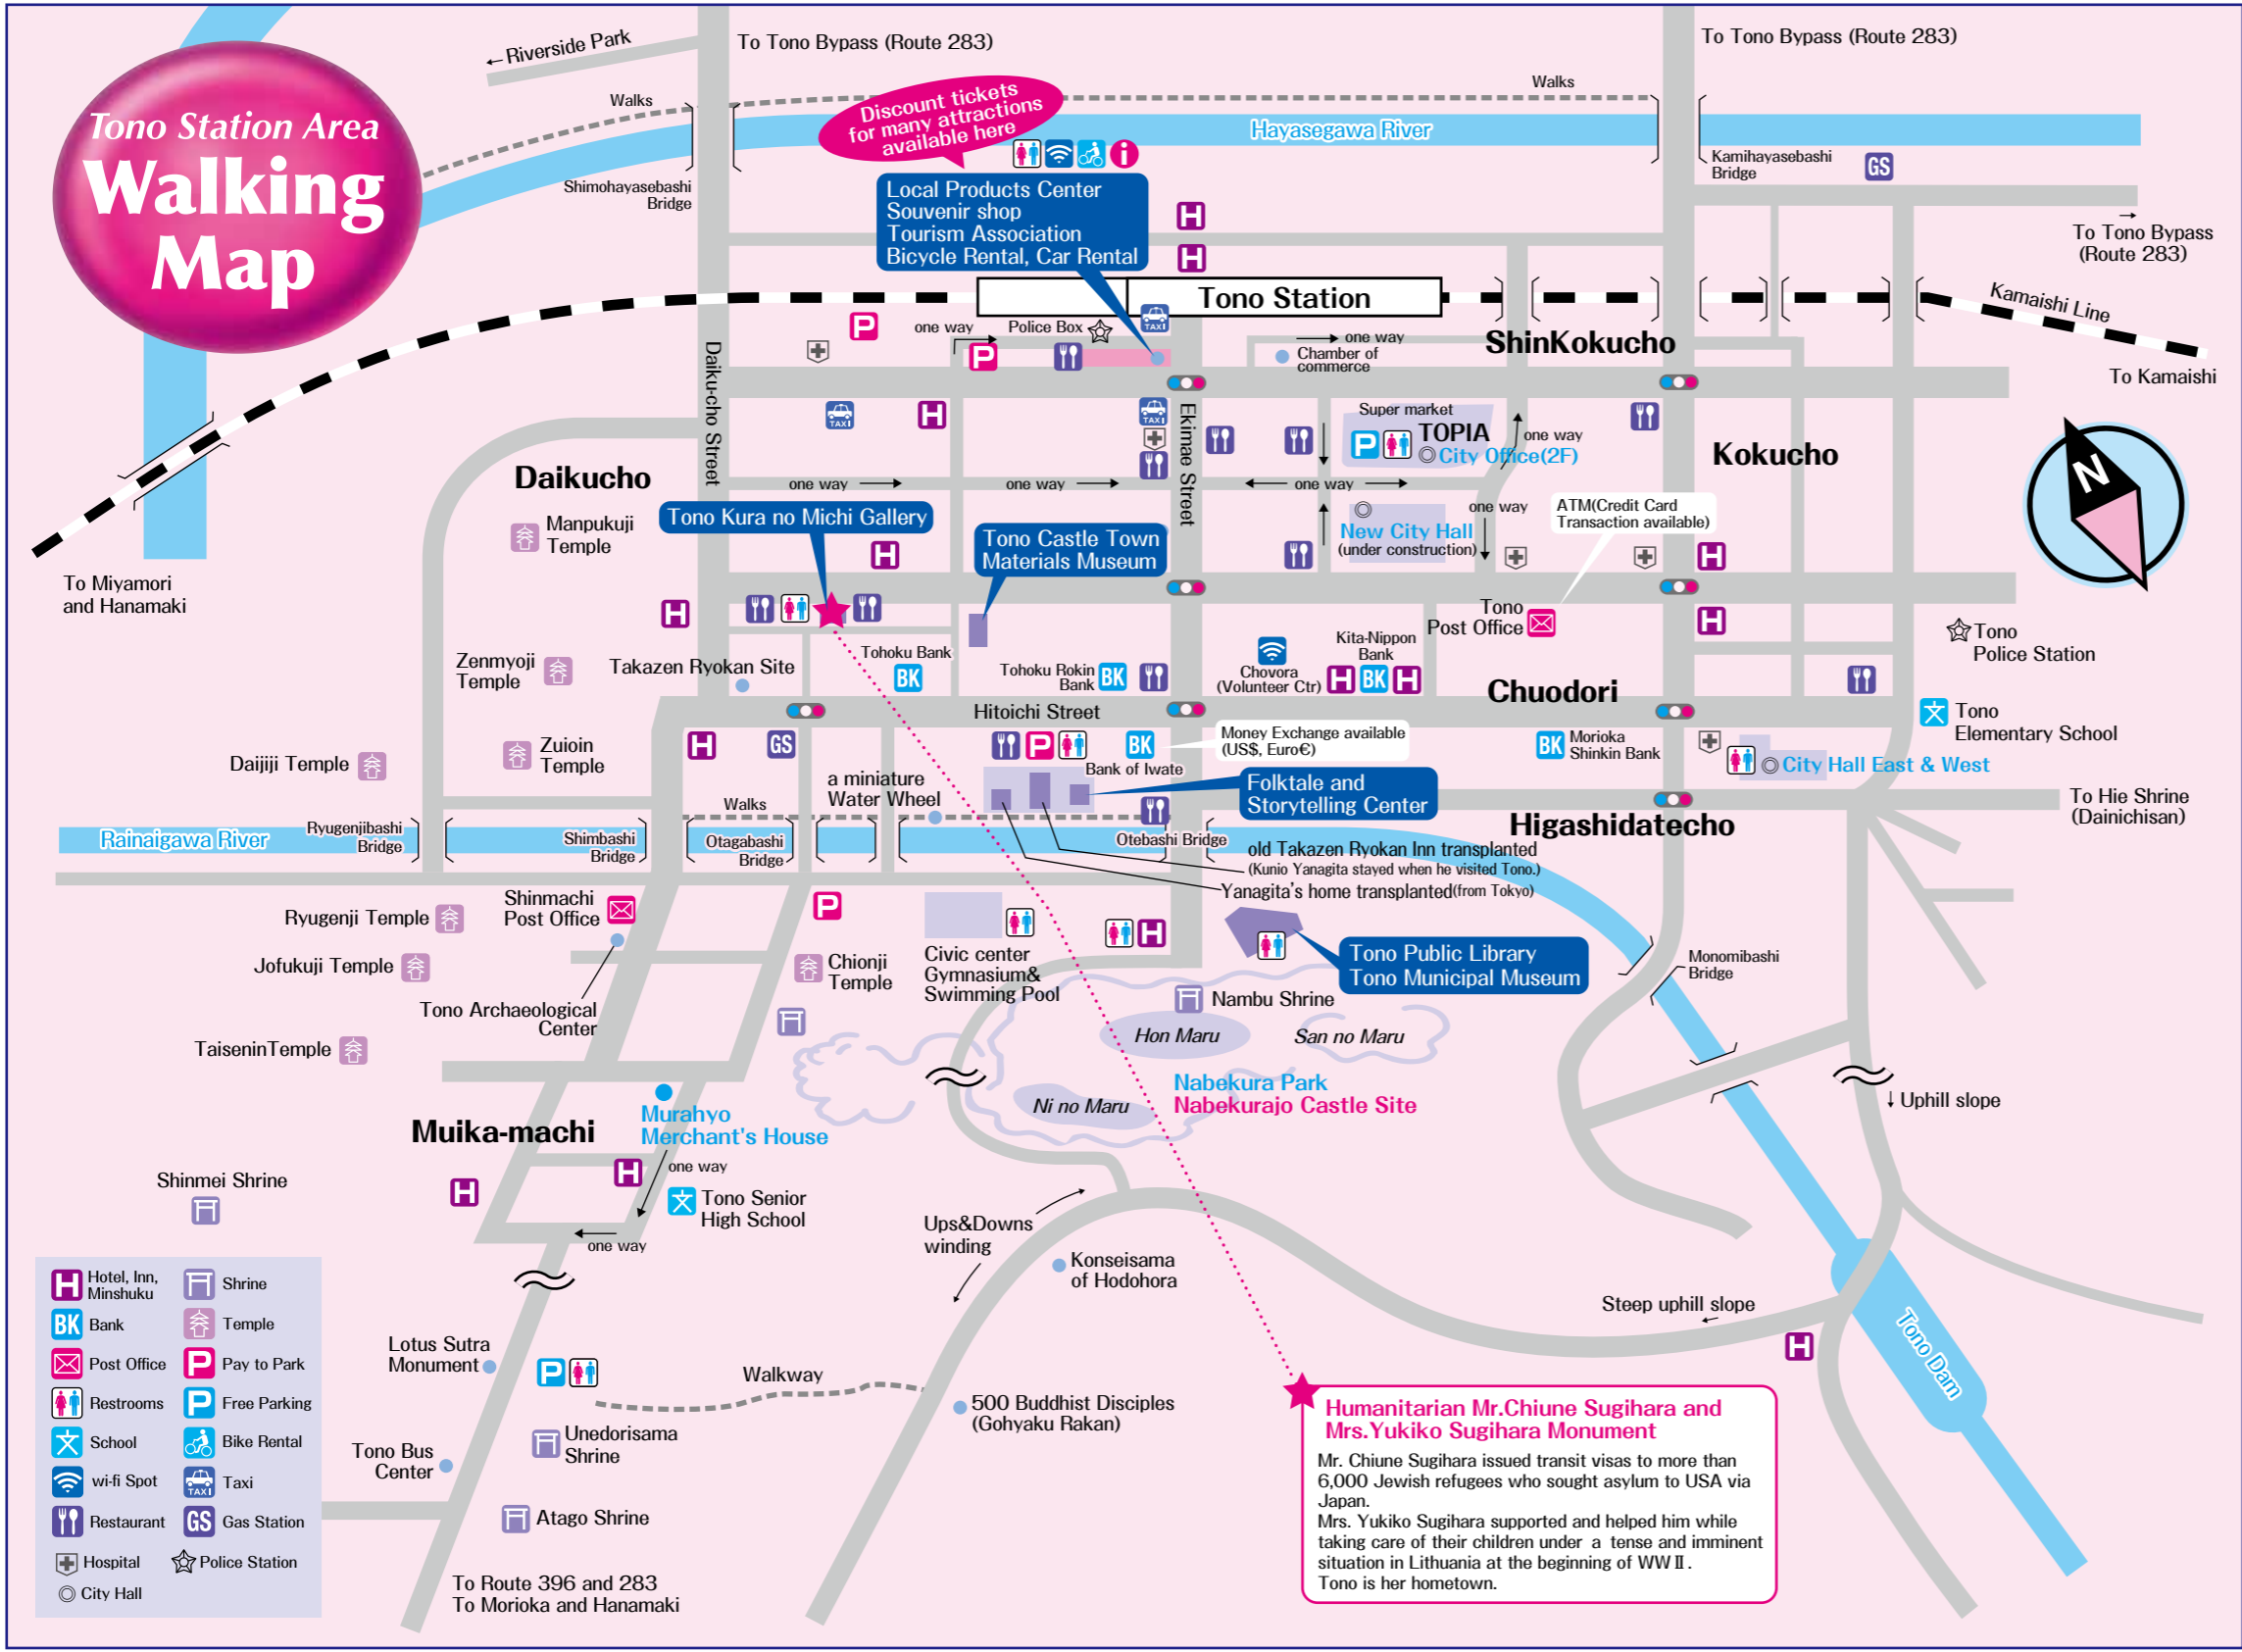 Tono Station Area
Walking
Map
← Riverside Park
To Tono Bypass (Route 283)
To Tono Bypass (Route 283)
Walks
Walks
Discount tickets
for many attractions
available here
Hayasegawa River
Shimohayasebashi
Bridge
Kamihayasebashi
Bridge
GS
i
Local Products Center
Souvenir shop
Tourism Association
Bicycle Rental, Car Rental
H
H
→
To Tono Bypass
(Route 283)
Tono Station
Kamaishi Line
To Kamaishi
P
one way
Police Box
TAXI
P
→ one way
Chamber of
commerce
ShinKokucho
Daiku-cho Street
TAXI
H
TAXI
Ekimae Street
Super market
TOPIA
P
City Office(2F)
one way
Kokucho
N
Daikucho
one way
one way
one way
one way
Manpukuji
Temple
Tono Kura no Michi Gallery
Tono Castle Town
Materials Museum
New City Hall
(under construction)
ATM(Credit Card
Transaction available)
H
H
To Miyamori
and Hanamaki
H
Tono
Post Office
H
Tono
Police Station
Zenmyoji
Temple
Takazen Ryokan Site
Tohoku Bank
BK
Tohoku Rokin
Bank
BK
Chovora
(Volunteer Ctr)
Kita-Nippon
Bank
H
BK
H
Chuodori
Hitoichi Street
Tono
Elementary School
Daijiji Temple
Zuioin
Temple
H
GS
P
BK
Bank of Iwate
Money Exchange available
(US$, Euro€)
BK
Morioka
Shinkin Bank
City Hall East & West
a miniature
Water Wheel
Folktale and
Storytelling Center
To Hie Shrine
(Dainichisan)
Walks
Rainaigawa River
Ryugenjibashi
Bridge
Shimbashi
Bridge
Otagabashi
Bridge
Otebashi Bridge
Higashidatecho
old Takazen Ryokan Inn transplanted
(Kunio Yanagita stayed when he visited Tono.)
Yanagita's home transplanted(from Tokyo)
Ryugenji Temple
Shinmachi
Post Office
P
H
Jofukuji Temple
Chionji
Temple
Civic center
Gymnasium&
Swimming Pool
Tono Public Library
Tono Municipal Museum
Monomibashi
Bridge
Tono Archaeological
Center
Nambu Shrine
Hon Maru
San no Maru
TaiseninTemple
Ni no Maru
Nabekura Park
Nabekurajo Castle Site
Murahyo
Merchant's House
Muika-machi
↓ Uphill slope
Shinmei Shrine
H
H
one way
Tono Senior
High School
one way
Ups&Downs
winding
Konseisama
of Hodohora
Steep uphill slope
←
H
Tono Dam
Lotus Sutra
Monument
P
Walkway
500 Buddhist Disciples
(Gohyaku Rakan)
Tono Bus
Center
Unedorisama
Shrine
Atago Shrine
To Route 396 and 283
To Morioka and Hanamaki
Humanitarian Mr.Chiune Sugihara and
Mrs.Yukiko Sugihara Monument
Mr. Chiune Sugihara issued transit visas to more than
6,000 Jewish refugees who sought asylum to USA via
Japan.
Mrs. Yukiko Sugihara supported and helped him while
taking care of their children under a tense and imminent
situation in Lithuania at the beginning of WWⅡ.
Tono is her hometown.
H Hotel, Inn,
Minshuku
Shrine
BK Bank
Temple
Post Office
P Pay to Park
Restrooms
P Free Parking
文 School
Bike Rental
wi-fi Spot
TAXI Taxi
Restaurant
GS Gas Station
Hospital
Police Station
City Hall